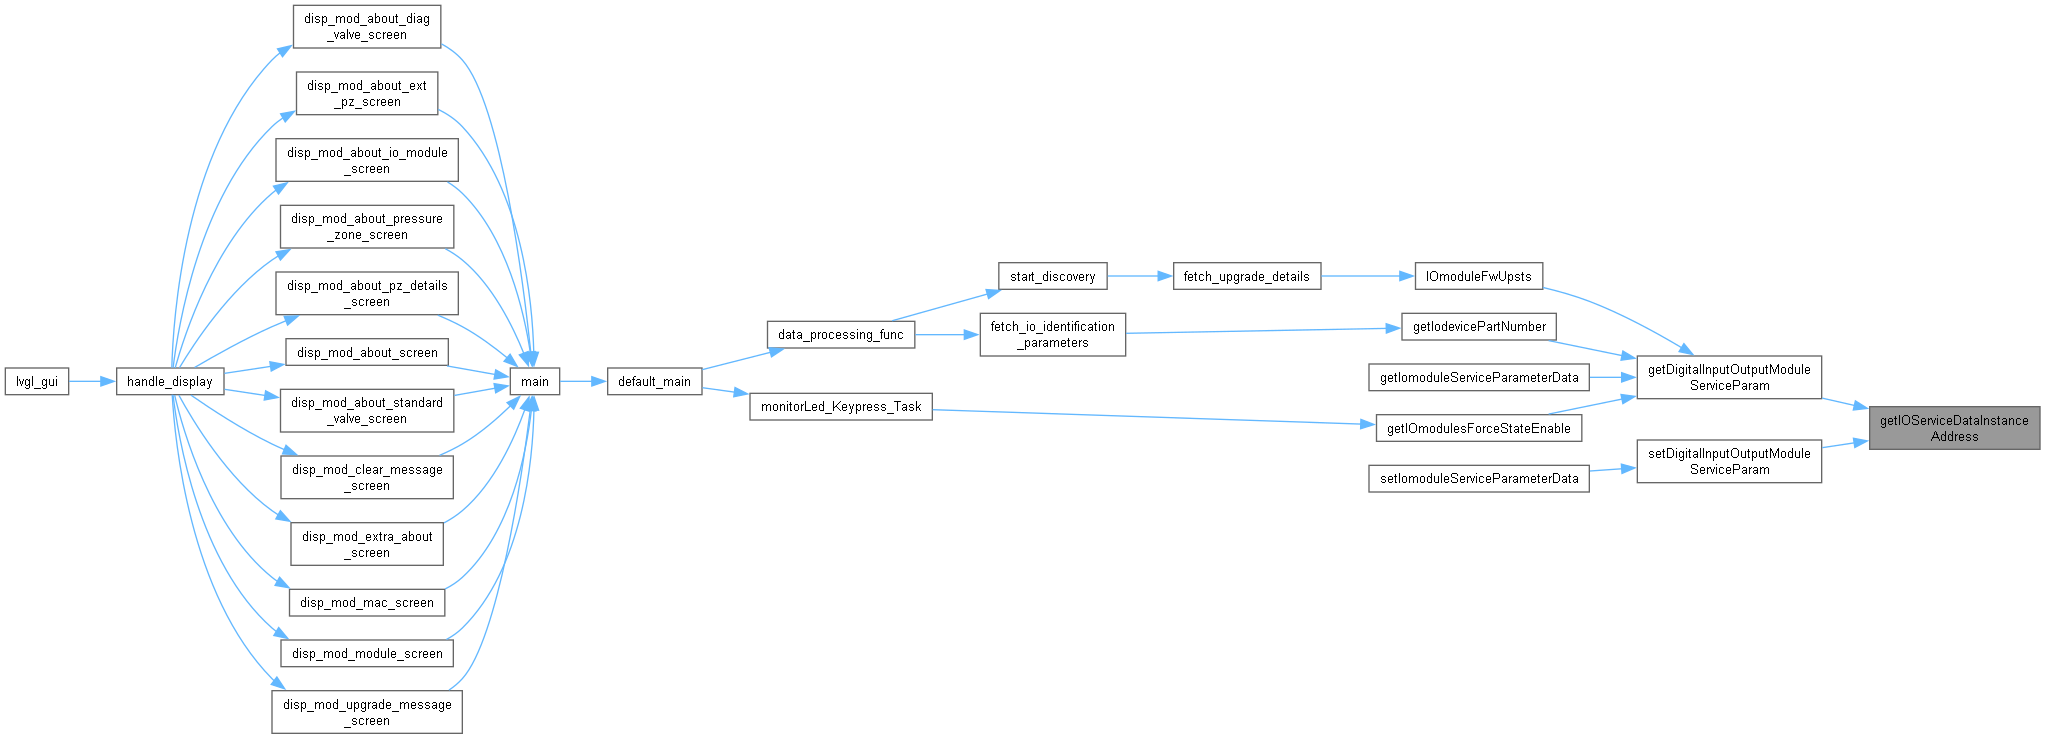 disp_mod_about_diag
_valve_screen
disp_mod_about_ext
_pz_screen
disp_mod_about_io_module
_screen
disp_mod_about_pressure
_zone_screen
disp_mod_about_pz_details
_screen
disp_mod_about_screen
disp_mod_about_standard
_valve_screen
disp_mod_clear_message
_screen
disp_mod_extra_about
_screen
disp_mod_mac_screen
disp_mod_module_screen
disp_mod_upgrade_message
_screen
lvgl_gui
handle_display
main
default_main
data_processing_func
monitorLed_Keypress_Task
start_discovery
fetch_io_identification
_parameters
fetch_upgrade_details
IOmoduleFwUpsts
getIodevicePartNumber
getIomoduleServiceParameterData
getIOmodulesForceStateEnable
setIomoduleServiceParameterData
getDigitalInputOutputModule
ServiceParam
setDigitalInputOutputModule
ServiceParam
getIOServiceDataInstance
Address